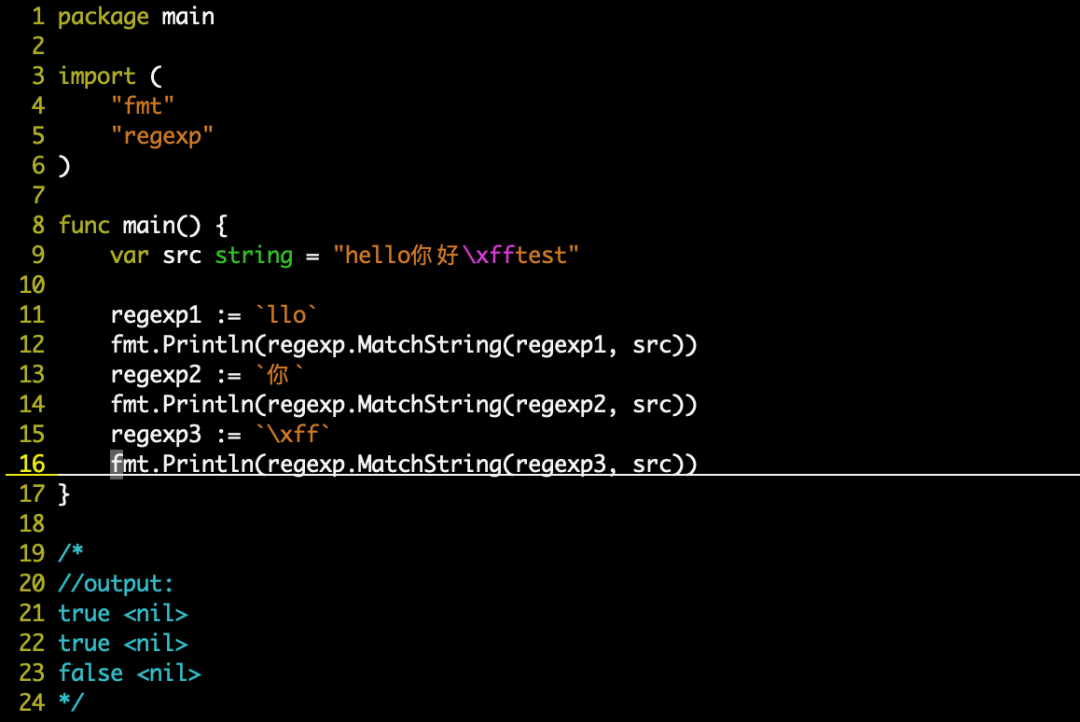 1 package main
2
3 import (
4     "fmt"
5     "regexp"
6 )
7
8 func main() {
9     var src string = "hello你好\xfftest"
10
11     regexp1 := `llo`
12     fmt.Println(regexp.MatchString(regexp1, src))
13     regexp2 := `你`
14     fmt.Println(regexp.MatchString(regexp2, src))
15     regexp3 := `\xff`
16     fmt.Println(regexp.MatchString(regexp3, src))
17 }
18
19 /*
20 //output:
21 true <nil>
22 true <nil>
23 false <nil>
24 */